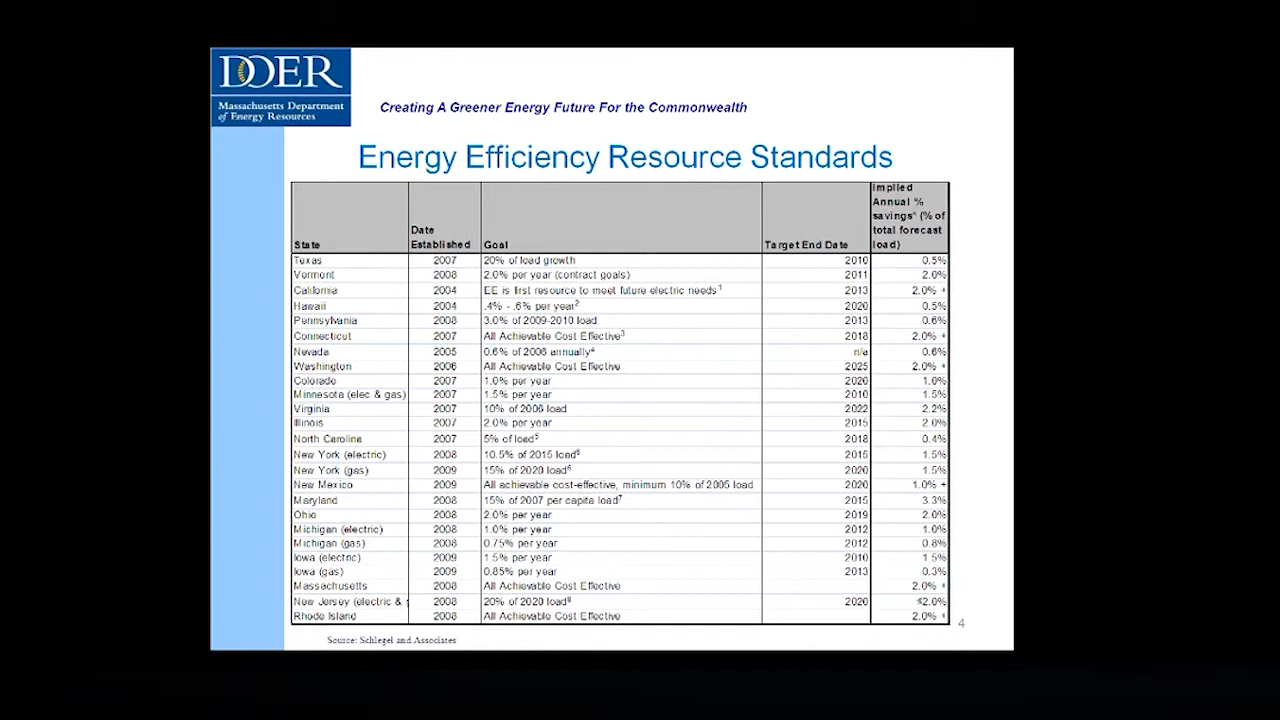 DOER
Massachusetts Department
of Energy Resources
Creating A Greener Energy Future For the Commonwealth
Energy Efficiency Resource Standards
State Date Established Goal Target End Date Implied Annual % savings* (% of total forecast load)
Texas 2007 20% of load growth 2010 0.5%
Vermont 2008 2.0% per year (contract goals) 2011 2.0%
California 2004 EE is first resource to meet future electric needs1 2013 2.0% +
Hawaii 2004 .4% - .6% per year2 2020 0.5%
Pennsylvania 2008 3.0% of 2009-2010 load 2013 0.6%
Connecticut 2007 All Achievable Cost Effective3 2018 2.0% +
Nevada 2005 0.6% of 2006 annually4 n/a 0.6%
Washington 2006 All Achievable Cost Effective 2025 2.0% +
Colorado 2007 1.0% per year 2020 1.0%
Minnesota (elec & gas) 2007 1.5% per year 2010 1.5%
Virginia 2007 10% of 2006 load 2022 2.2%
Illinois 2007 2.0% per year 2015 2.0%
North Carolina 2007 5% of load5 2018 0.4%
New York (electric) 2008 10.5% of 2015 load6 2015 1.5%
New York (gas) 2009 15% of 2020 load6 2020 1.5%
New Mexico 2009 All achievable cost-effective, minimum 10% of 2005 load 2020 1.0% +
Maryland 2008 15% of 2007 per capita load7 2015 3.3%
Ohio 2008 2.0% per year 2019 2.0%
Michigan (electric) 2008 1.0% per year 2012 1.0%
Michigan (gas) 2008 0.75% per year 2012 0.8%
Iowa (electric) 2009 1.5% per year 2010 1.5%
Iowa (gas) 2009 0.85% per year 2013 0.3%
Massachusetts 2008 All Achievable Cost Effective 2.0% +
New Jersey (electric & 2008 20% of 2020 load8 2020 ≤2.0%
Rhode Island 2008 All Achievable Cost Effective 2.0% +
4
Source: Schlegel and Associates